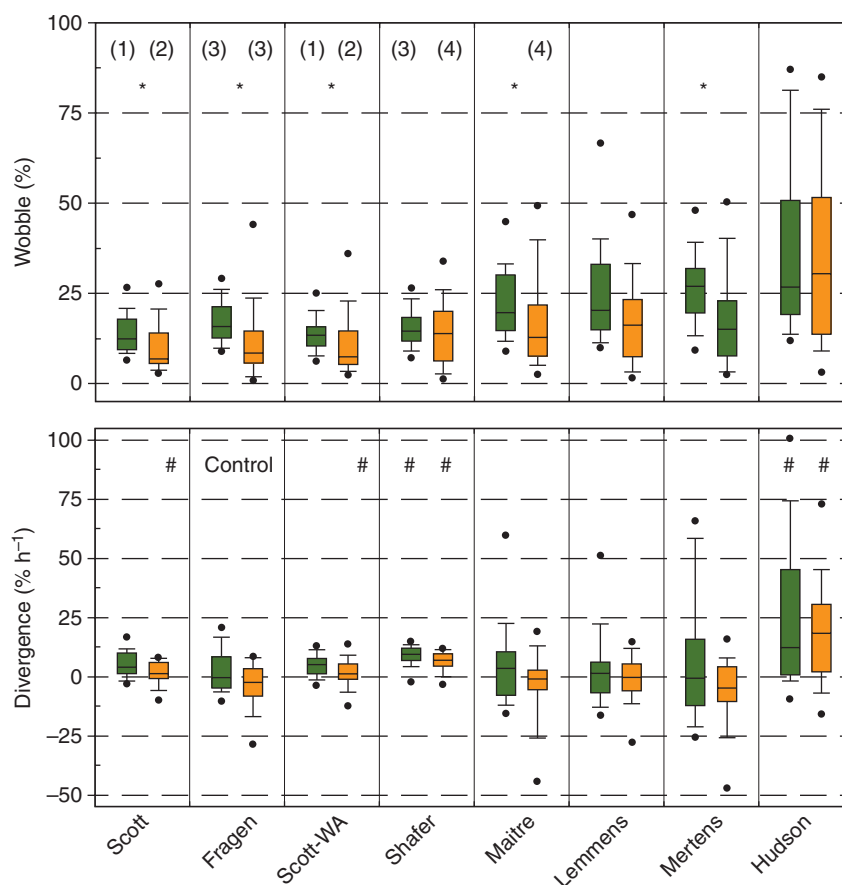 100
(1) (2) (3) (3) (1) (2) (3) (4) (4)
* * * * *
75
Wobble (%)
50
25
0
100
# Control # # # # #
75
50
Divergence (% h⁻¹)
25
0
−25
−50
Scott Fragen Scott-WA Shafer Maitre Lemmens Mertens Hudson